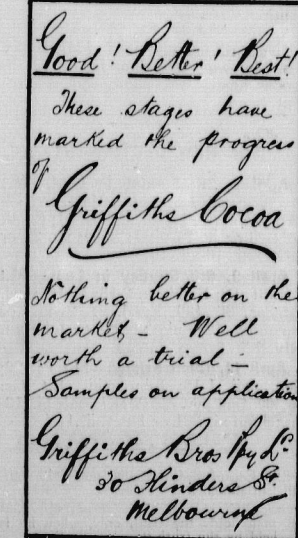 Good! Better! Best!
These stages have
marked the progress
of
Griffiths Cocoa
Nothing better on the
market - Well
worth a trial -
Samples on application
Griffiths Bros Pty Ld
30 Flinders St.
Melbourne